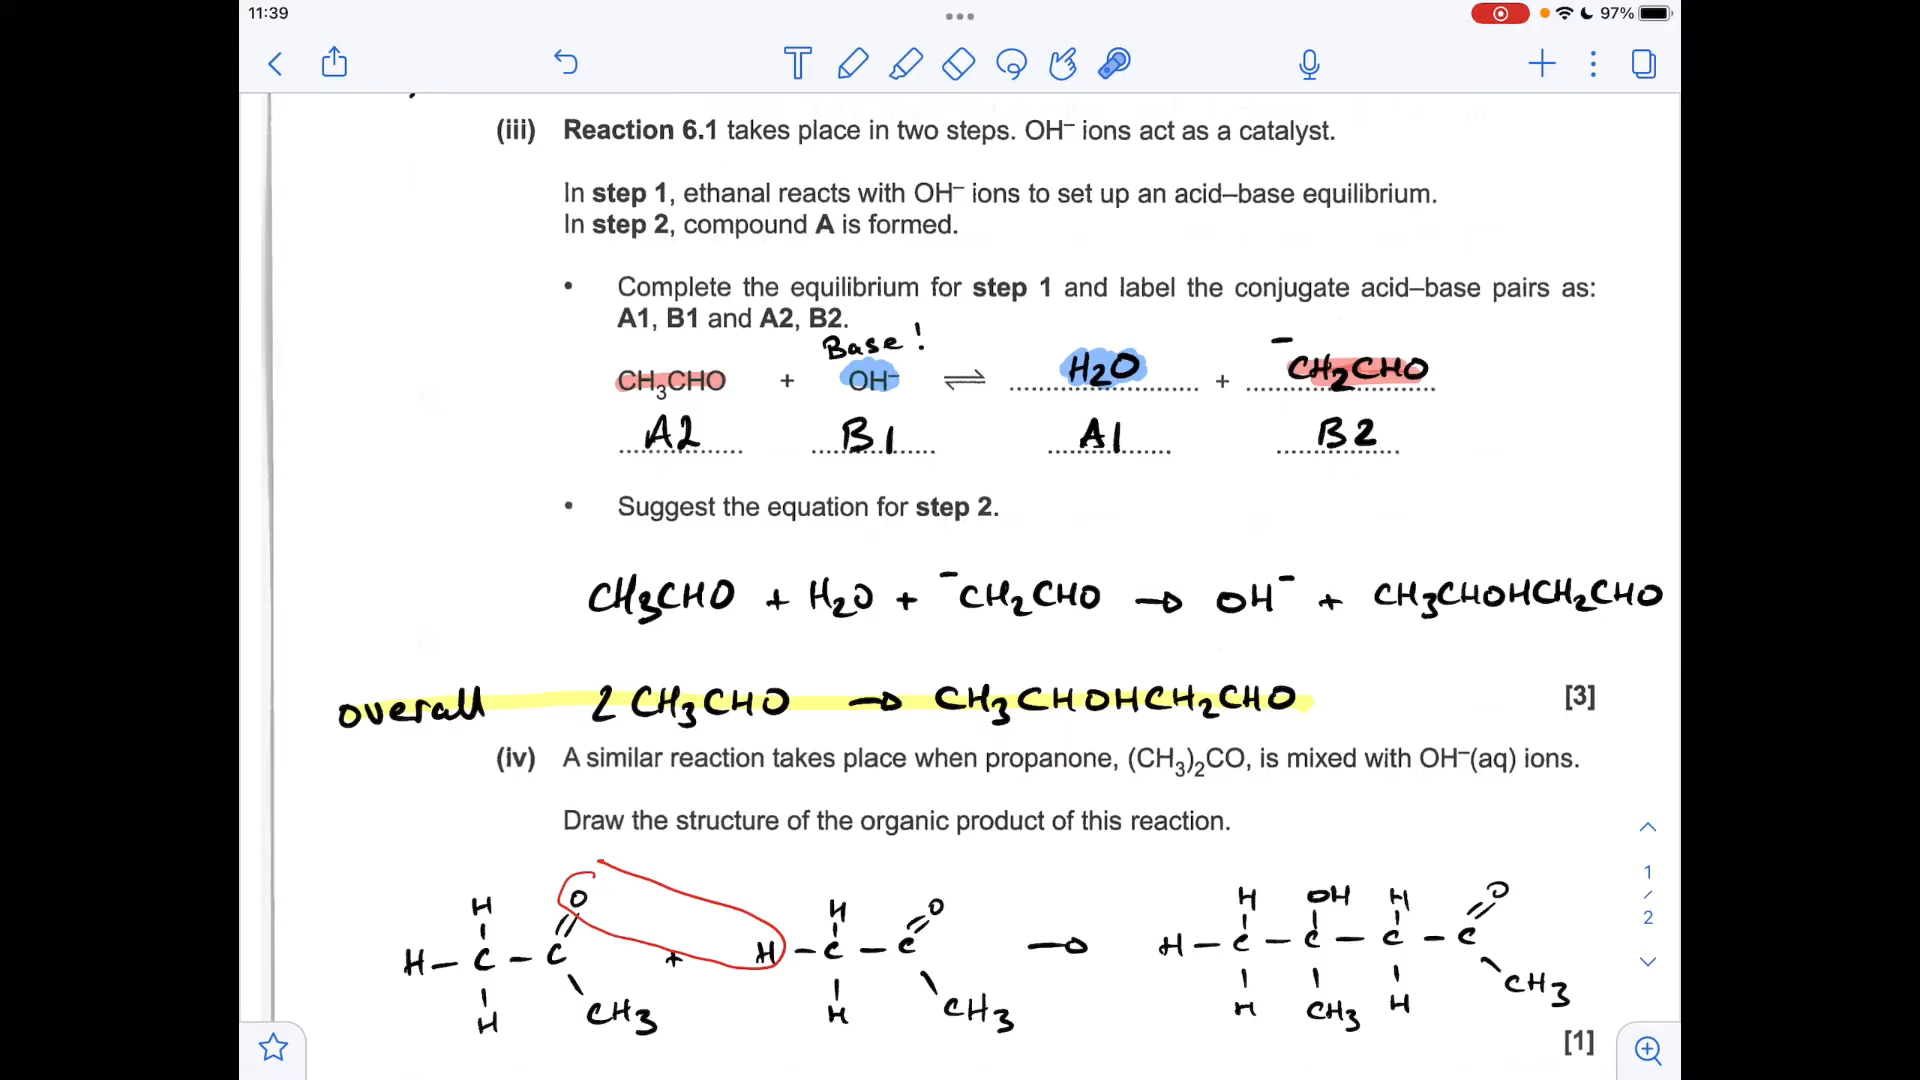 11:39
97%
(iii) Reaction 6.1 takes place in two steps. OH⁻ ions act as a catalyst.
In step 1, ethanal reacts with OH⁻ ions to set up an acid–base equilibrium.
In step 2, compound A is formed.
• Complete the equilibrium for step 1 and label the conjugate acid–base pairs as:
A1, B1 and A2, B2.
Base!
CH₃CHO + OH⁻ ⇌ H₂O + ⁻CH₂CHO
A2 B1 A1 B2
• Suggest the equation for step 2.
CH₃CHO + H₂O + ⁻CH₂CHO → OH⁻ + CH₃CHOHCH₂CHO
overall 2CH₃CHO → CH₃CHOHCH₂CHO [3]
(iv) A similar reaction takes place when propanone, (CH₃)₂CO, is mixed with OH⁻(aq) ions.
Draw the structure of the organic product of this reaction.
H O H O H OH H O
H – C – C + H – C – C → H – C – C – C – C
H CH₃ H CH₃ H CH₃ H CH₃
[1]
1
/
2